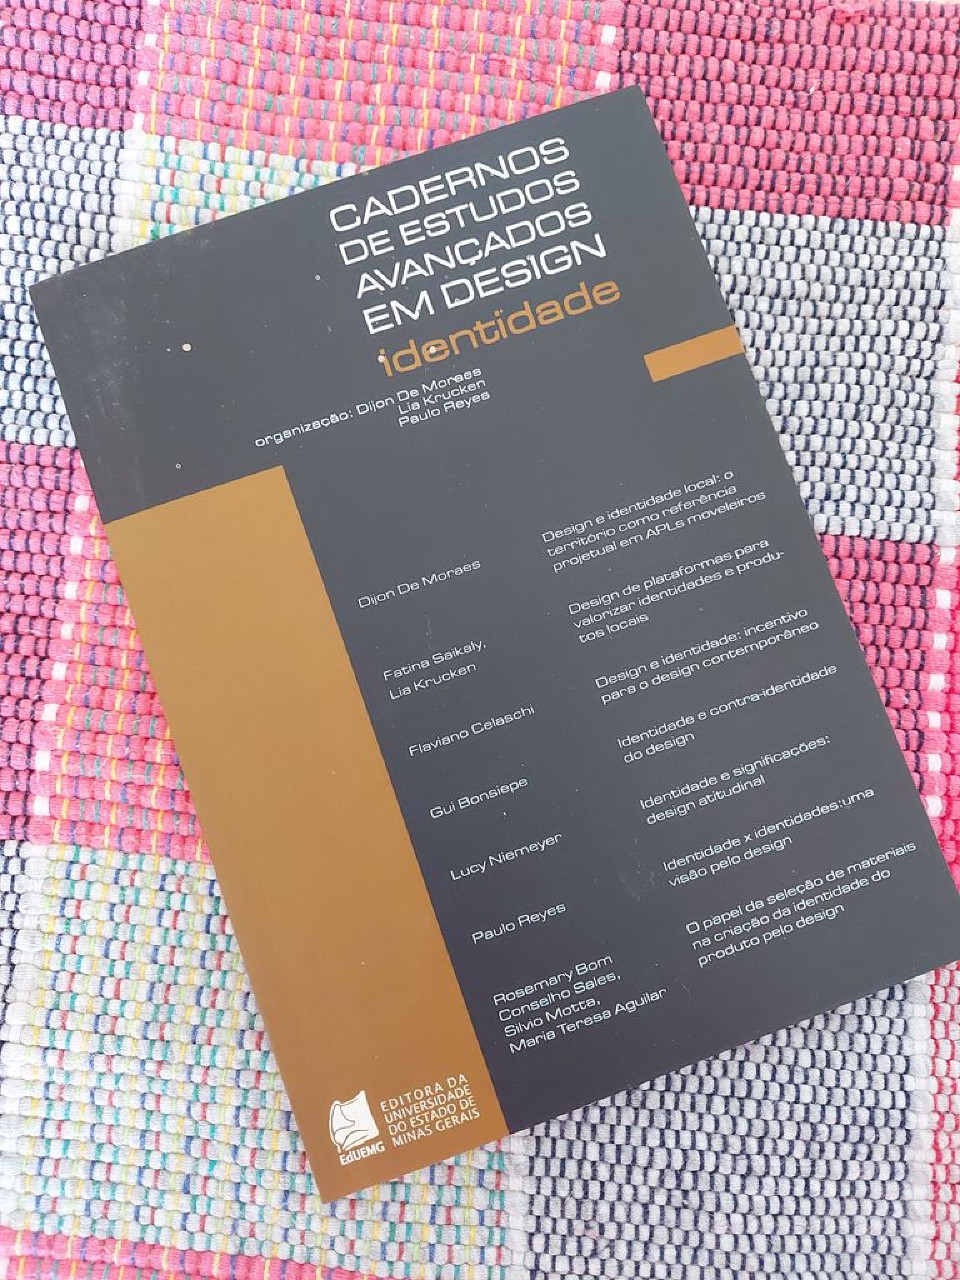 CADERNOS
DE ESTUDOS
AVANÇADOS
EM DESIGN
identidade
organização: Dijon De Moraes
Lia Krucken
Paulo Reyes
Dijon De Moraes
Design e identidade local: o
território como referência
projetual em APLs moveleiros
Fatina Saikaly,
Lia Krucken
Design de plataformas para
valorizar identidades e produ-
tos locais
Flaviano Celaschi
Design e identidade: incentivo
para o design contemporâneo
Gui Bonsiepe
Identidade e contra-identidade
do design
Lucy Niemeyer
Identidade e significações:
design atitudinal
Paulo Reyes
Identidade x identidades:uma
visão pelo design
Rosemary Bom
Conselho Sales,
Silvio Motta,
Maria Teresa Aguilar
O papel da seleção de materiais
na criação da identidade do
produto pelo design
EdUEMG
EDITORA DA
UNIVERSIDADE
DO ESTADO DE
MINAS GERAIS